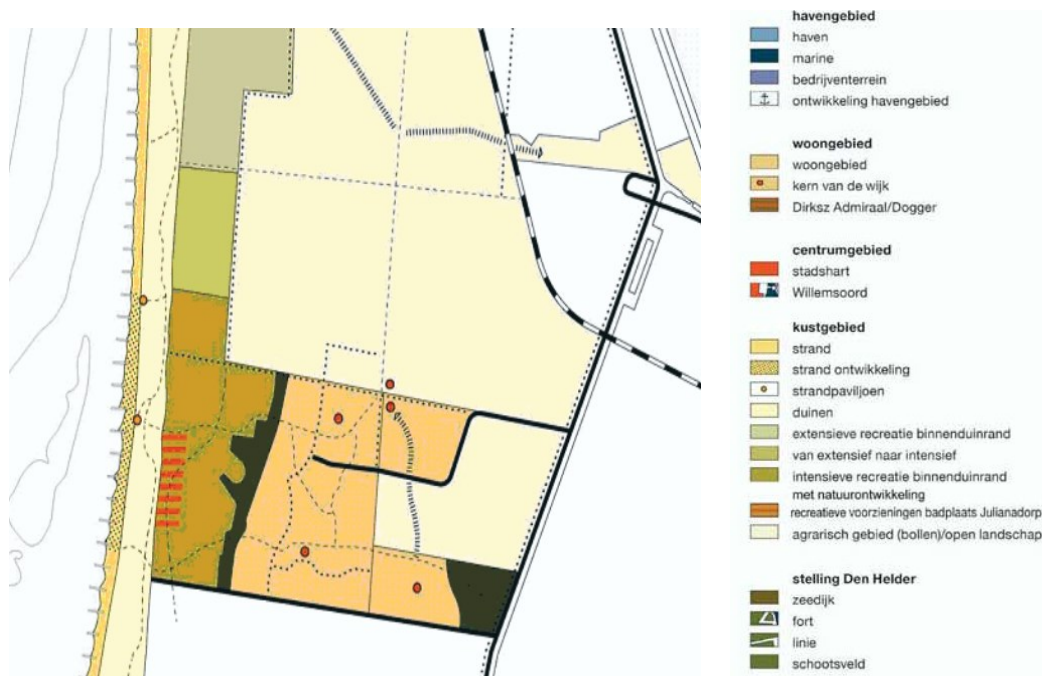 havengebied
haven
marine
bedrijventerrein
ontwikkeling havengebied
woongebied
woongebied
kern van de wijk
Dirksz Admiraal/Dogger
centrumgebied
stadshart
Willemsoord
kustgebied
strand
strand ontwikkeling
strandpaviljoen
duinen
extensieve recreatie binnenduinrand
van extensief naar intensief
intensieve recreatie binnenduinrand
met natuurontwikkeling
recreatieve voorzieningen badplaats Julianadorp
agrarisch gebied (bollen)/open landschap
stelling Den Helder
zeedijk
fort
linie
schootsveld